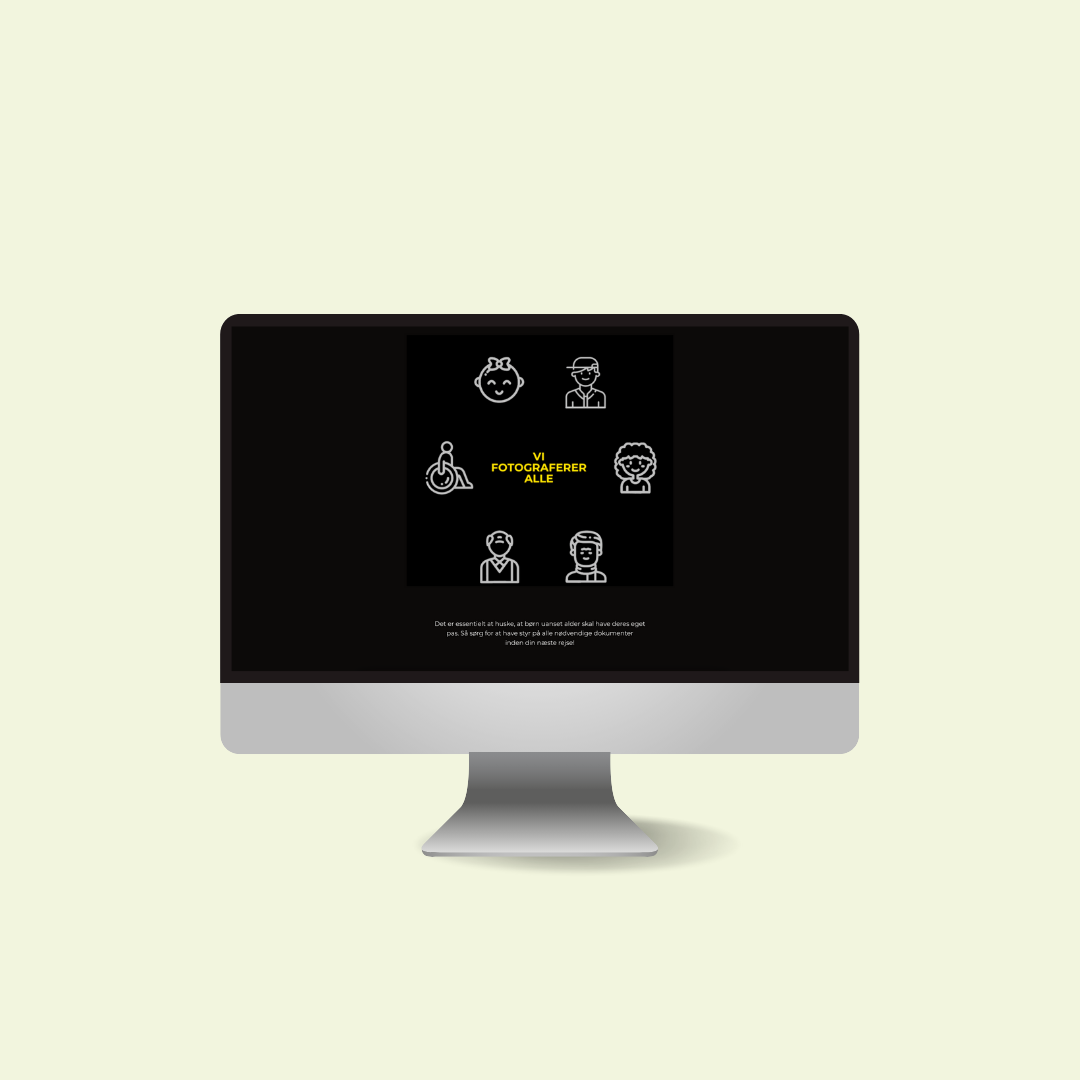 VI
FOTOGRAFERER
ALLE
Det er essentielt at huske, at børn uanset alder skal have deres eget
pas. Så sørg for at have styr på alle nødvendige dokumenter
inden din næste rejse!